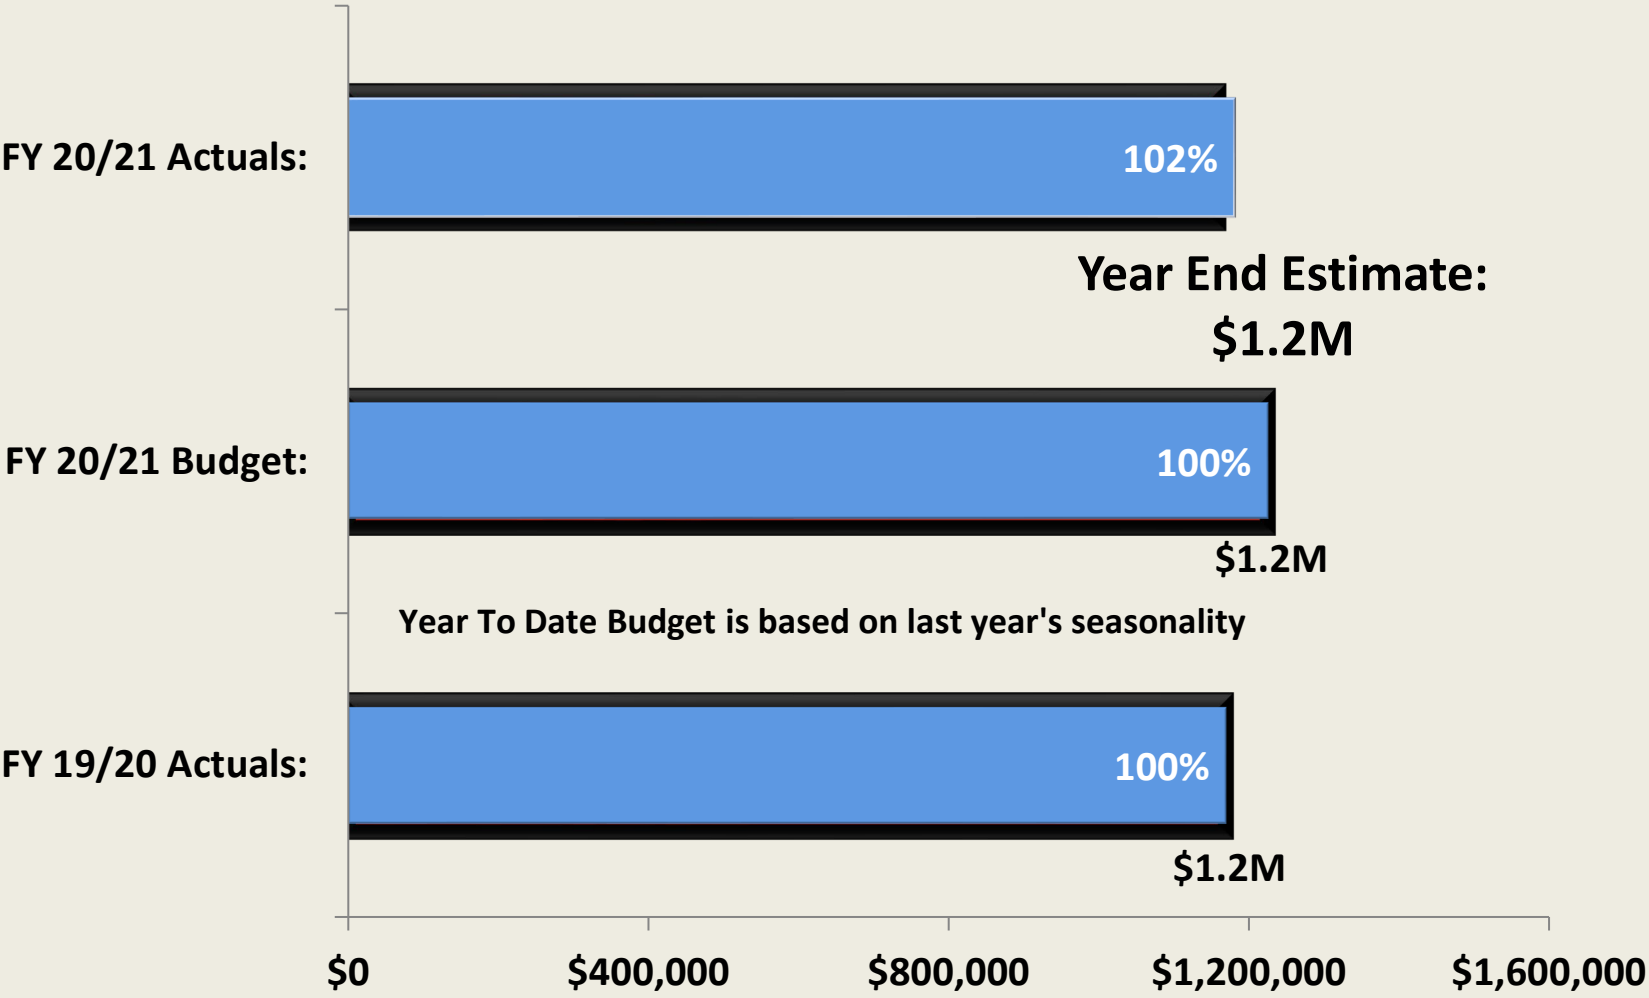 FY 20/21 Actuals:
102%
Year End Estimate:
$1.2M
FY 20/21 Budget:
100%
$1.2M
Year To Date Budget is based on last year's seasonality
FY 19/20 Actuals:
100%
$1.2M
$0 $400,000 $800,000 $1,200,000 $1,600,000